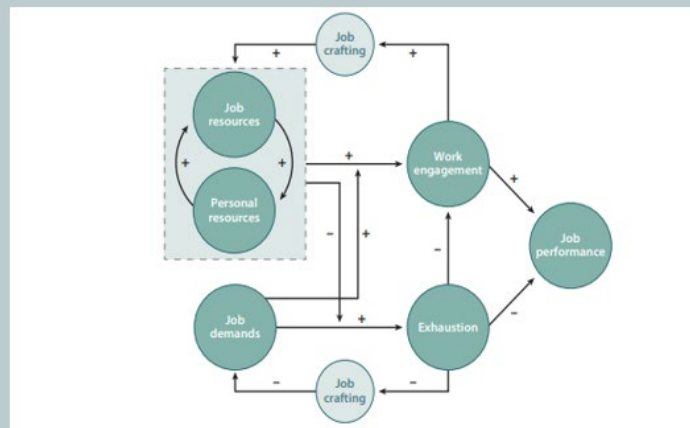 Job
crafting
+
+
Job
resources
+
+
+
Work
engagement
Personal
resources
+
−
+
−
Job
performance
Job
demands
+
Exhaustion
−
−
−
Job
crafting